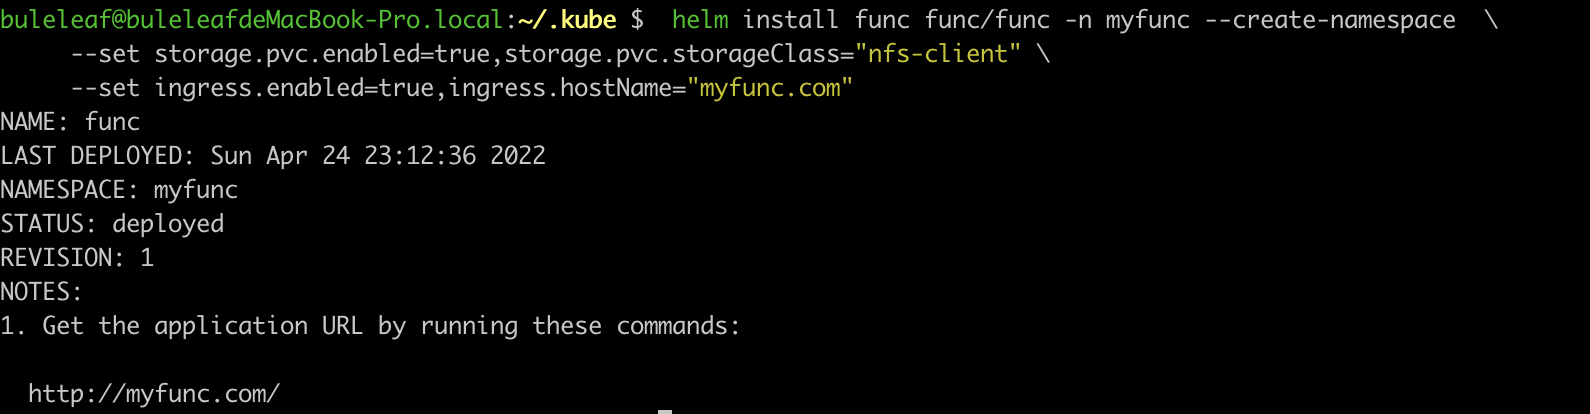 buleleaf@buleleafdeMacBook-Pro.local:~/.kube $  helm install func func/func -n myfunc --create-namespace  \
     --set storage.pvc.enabled=true,storage.pvc.storageClass="nfs-client" \
     --set ingress.enabled=true,ingress.hostName="myfunc.com"
NAME: func
LAST DEPLOYED: Sun Apr 24 23:12:36 2022
NAMESPACE: myfunc
STATUS: deployed
REVISION: 1
NOTES:
1. Get the application URL by running these commands:

  http://myfunc.com/